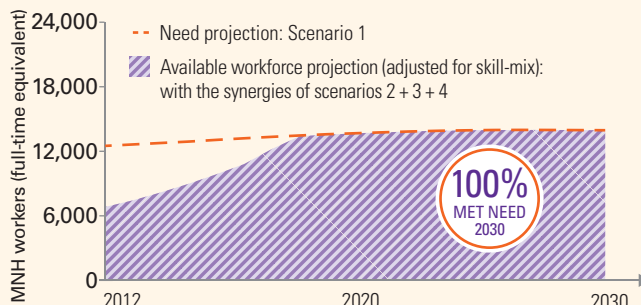 MNH workers (full-time equivalent)
24,000
18,000
12,000
6,000
0
Need projection: Scenario 1
Available workforce projection (adjusted for skill-mix):
with the synergies of scenarios 2 + 3 + 4
100%
MET NEED
2030
2012 2020 2030